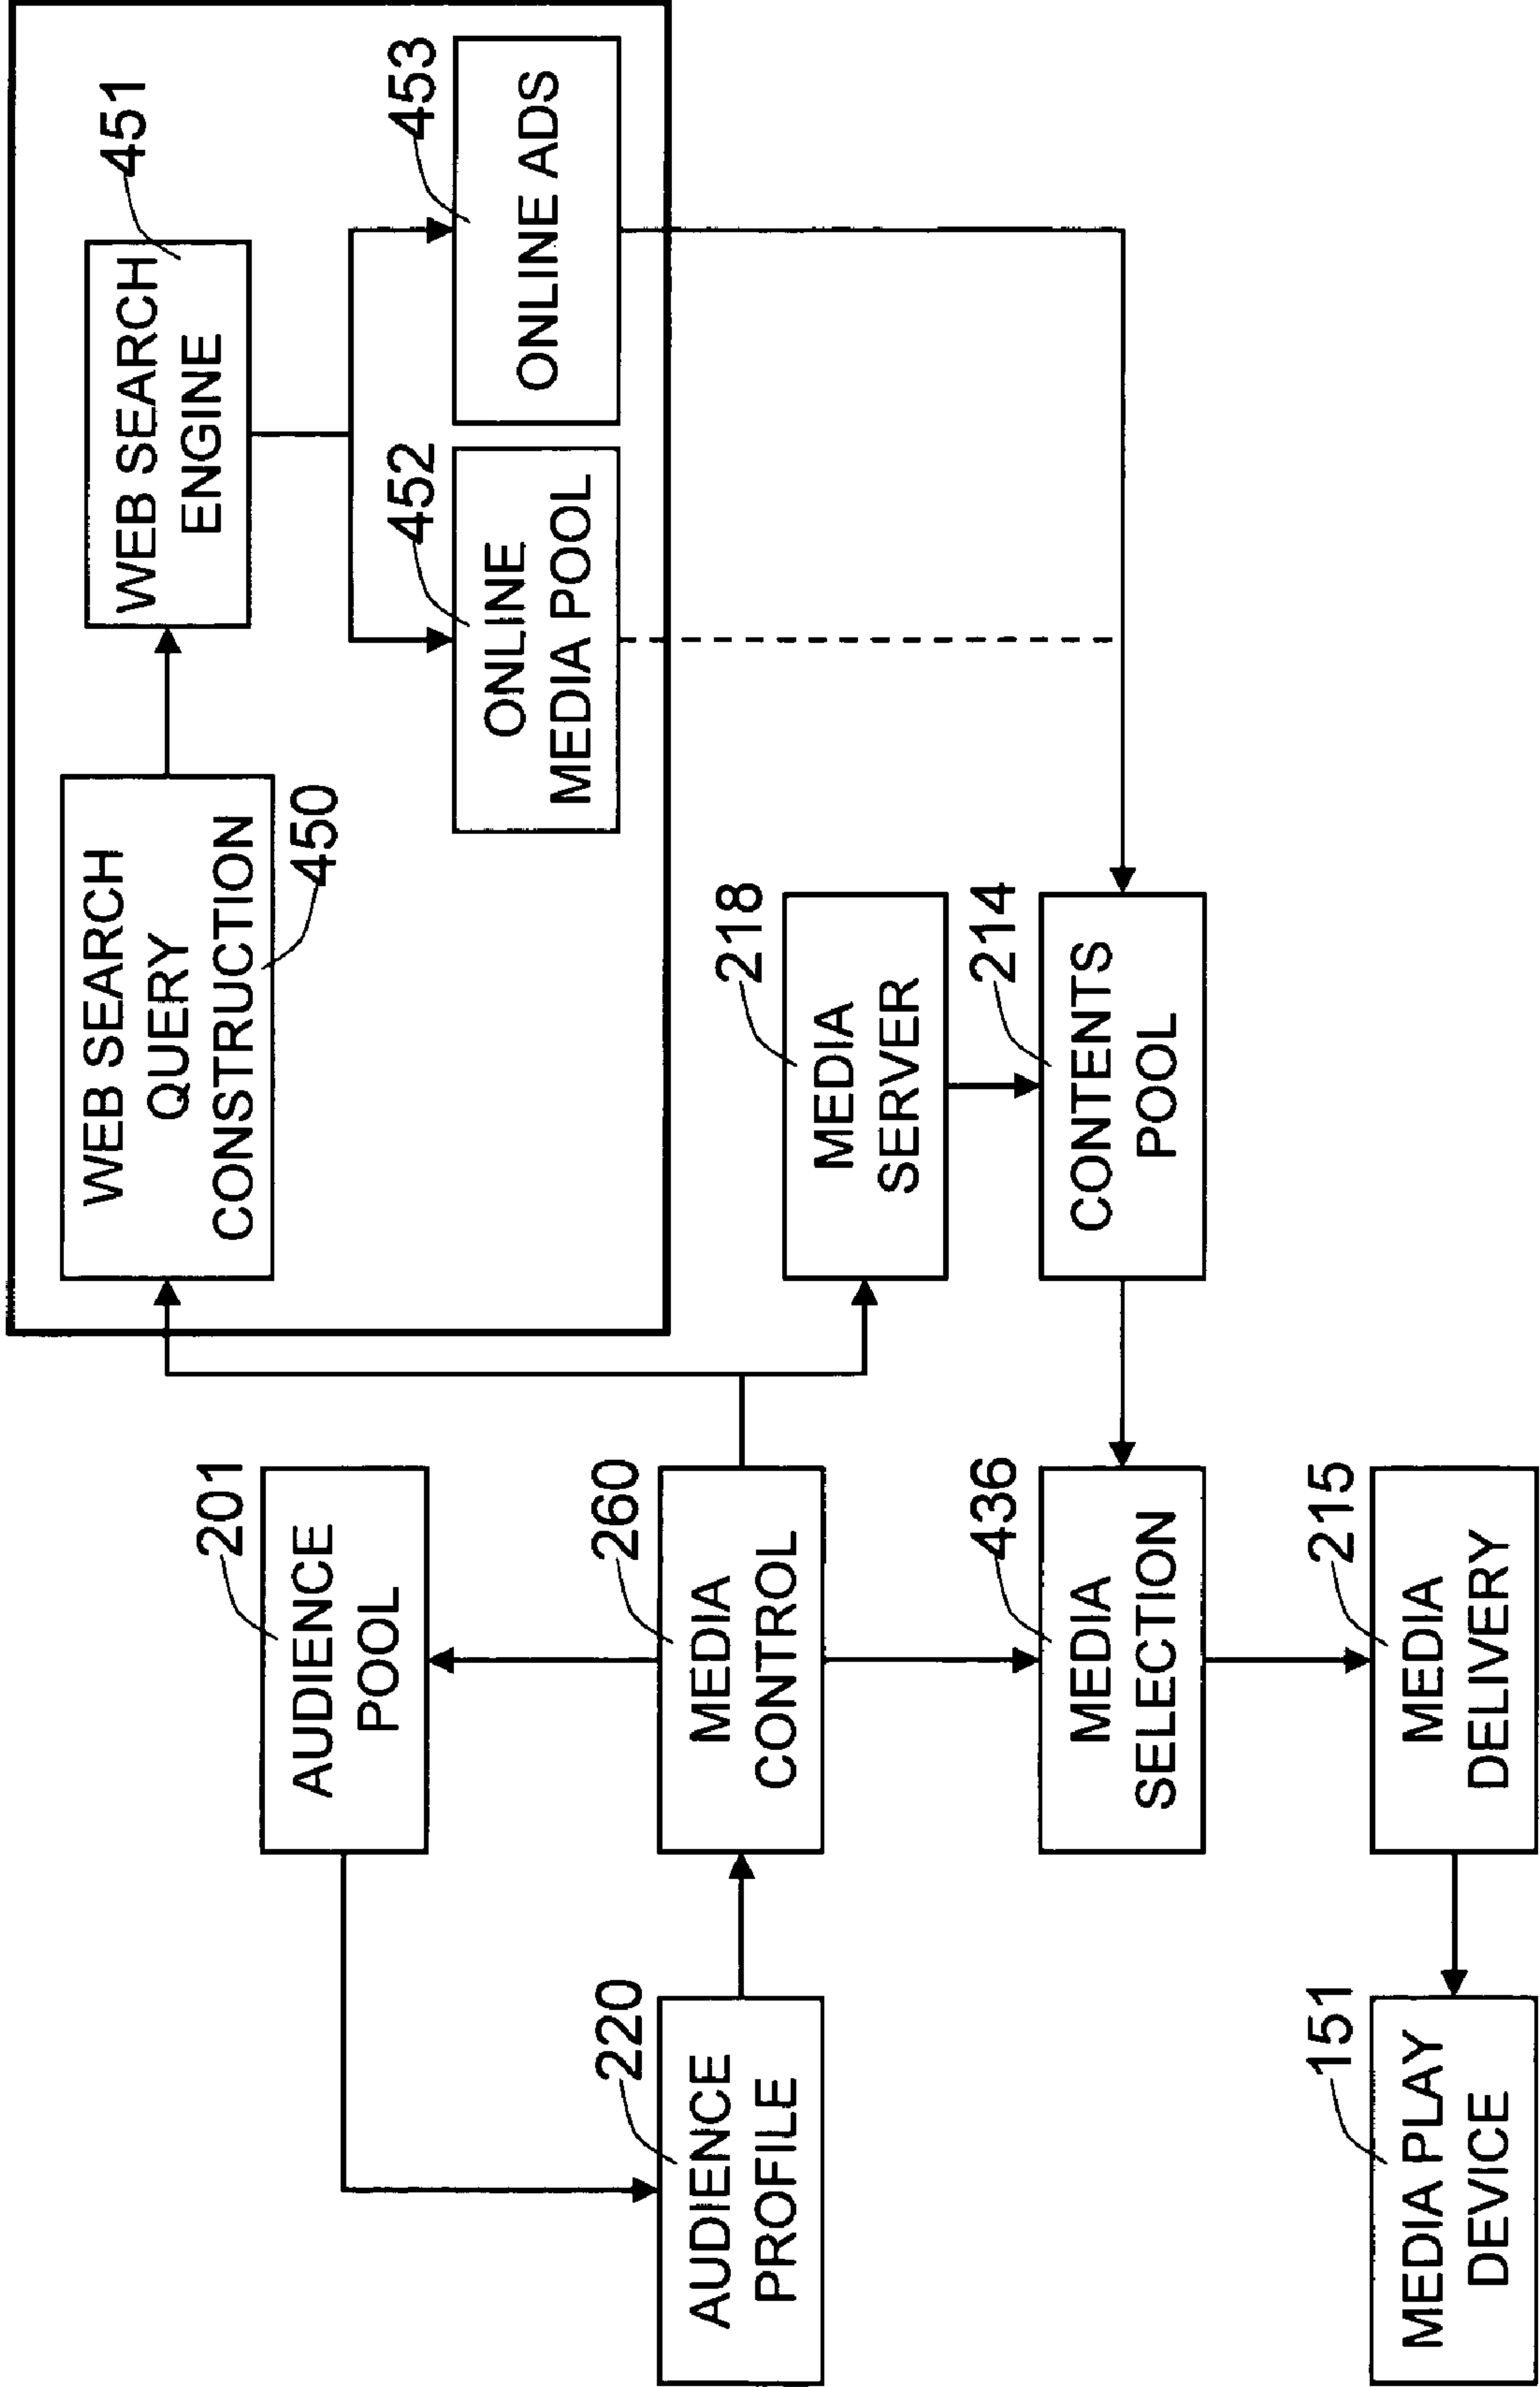 WEB SEARCH
QUERY
CONSTRUCTION
450
WEB SEARCH
ENGINE
451
ONLINE
MEDIA POOL
452
ONLINE ADS
453
AUDIENCE
POOL
201
AUDIENCE
PROFILE
220
MEDIA
CONTROL
260
MEDIA
SERVER
218
MEDIA
SELECTION
436
CONTENTS
POOL
214
MEDIA PLAY
DEVICE
151
MEDIA
DELIVERY
215